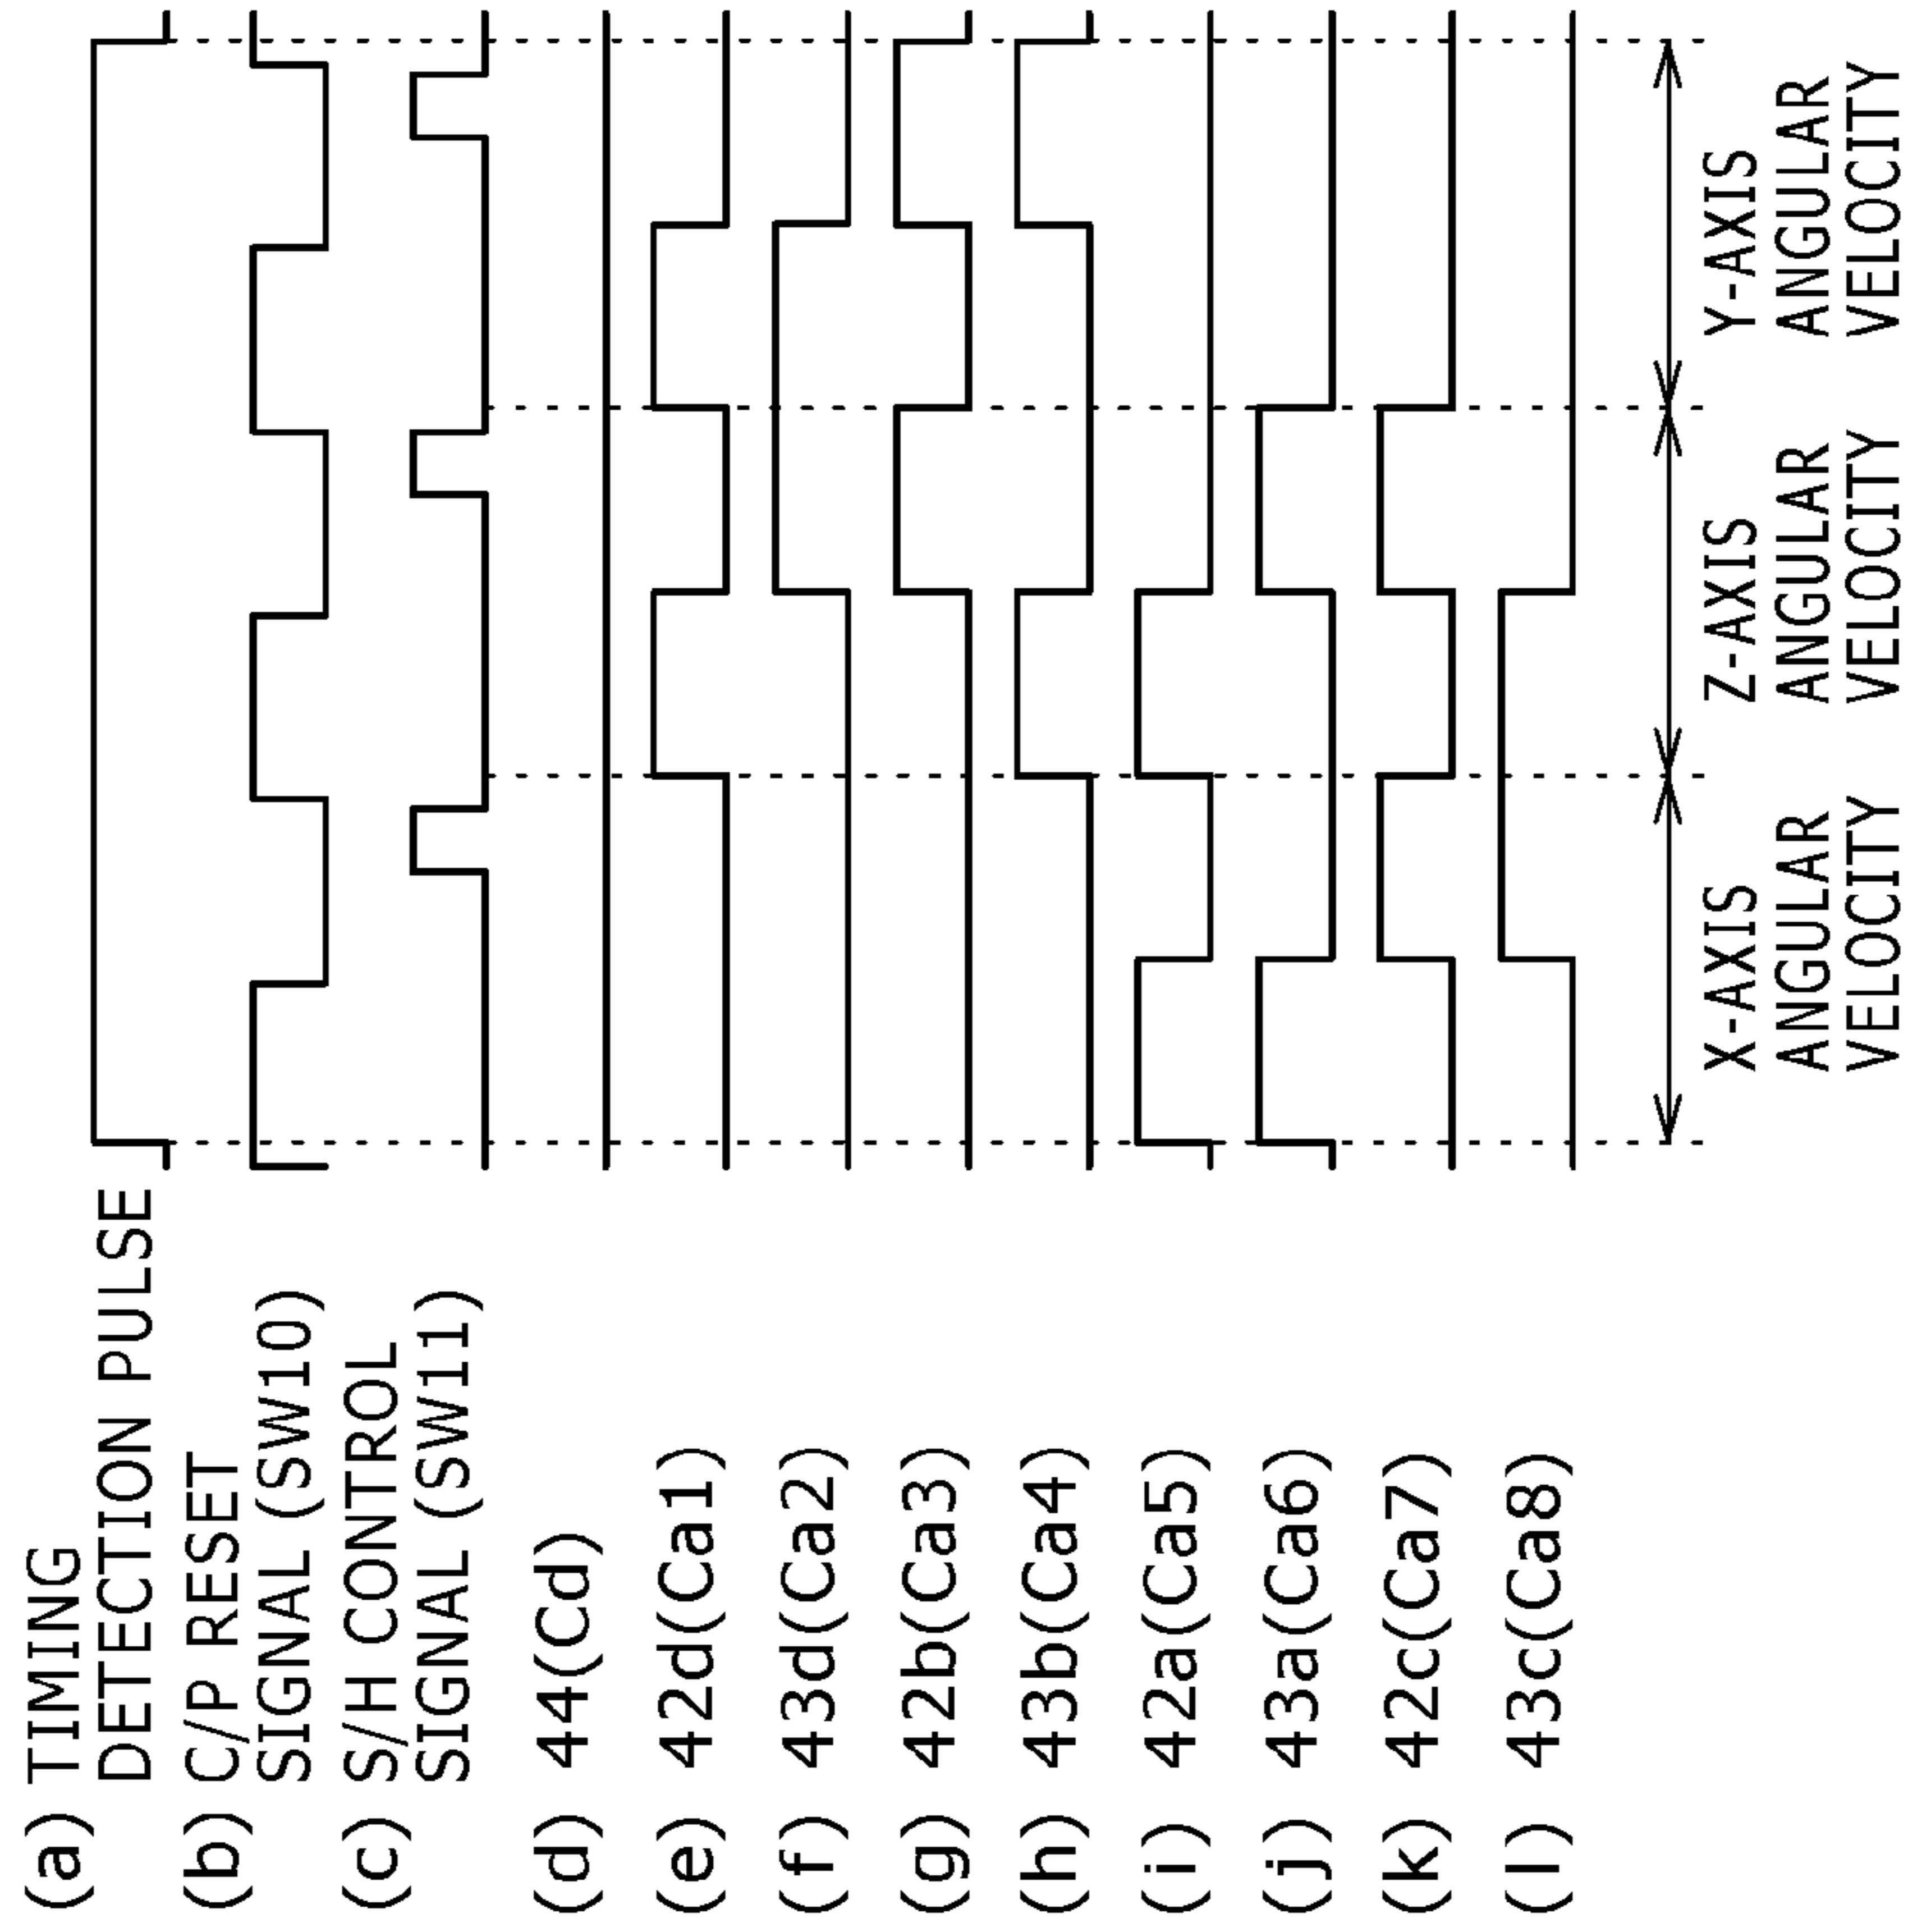 (a) TIMING
DETECTION PULSE
(b) C/P RESET
SIGNAL (SW10)
(c) S/H CONTROL
SIGNAL (SW11)
(d) 44(Cd)
(e) 42d(Ca1)
(f) 43d(Ca2)
(g) 42b(Ca3)
(h) 43b(Ca4)
(i) 42a(Ca5)
(j) 43a(Ca6)
(k) 42c(Ca7)
(l) 43c(Ca8)
X-AXIS
ANGULAR
VELOCITY
Z-AXIS
ANGULAR
VELOCITY
Y-AXIS
ANGULAR
VELOCITY